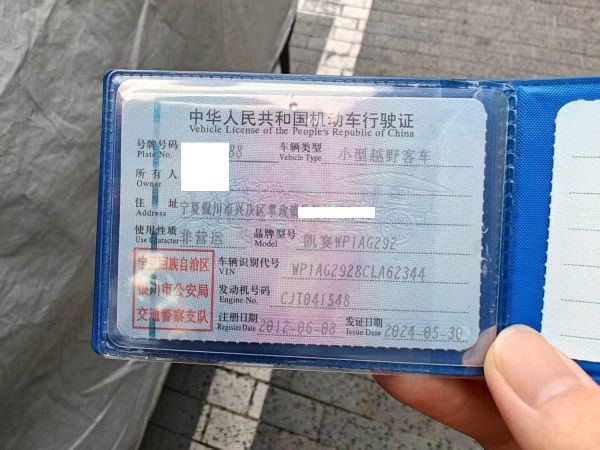 中华人民共和国机动车行驶证
Vehicle License of the People's Republic of China
号牌号码 88 车辆类型 小型越野客车
Plate No. Vehicle Type
所有人
Owner
住址 宁夏银川市兴庆区掌政镇
Address
使用性质 非营运 品牌型号 凯宴WP1AG292
Use Character Model
宁夏回族自治区
银川市公安局
交通警察支队
车辆识别代号 WP1AG2928CLA62344
VIN
发动机号码 CJT041548
Engine No.
注册日期 2012-06-08 发证日期 2024-05-30
Register Date Issue Date